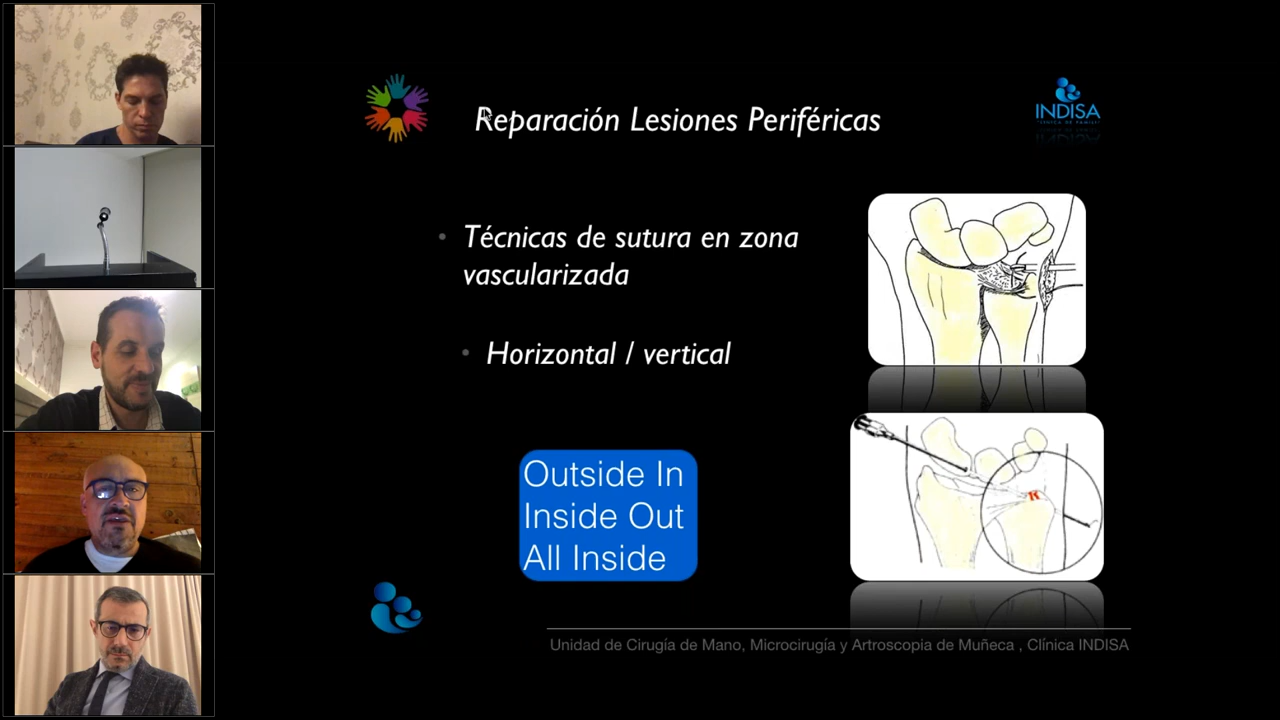 Reparación Lesiones Periféricas
INDISA
• Técnicas de sutura en zona
vascularizada
• Horizontal / vertical
Outside In
Inside Out
All Inside
Unidad de Cirugía de Mano, Microcirugía y Artroscopia de Muñeca , Clínica INDISA